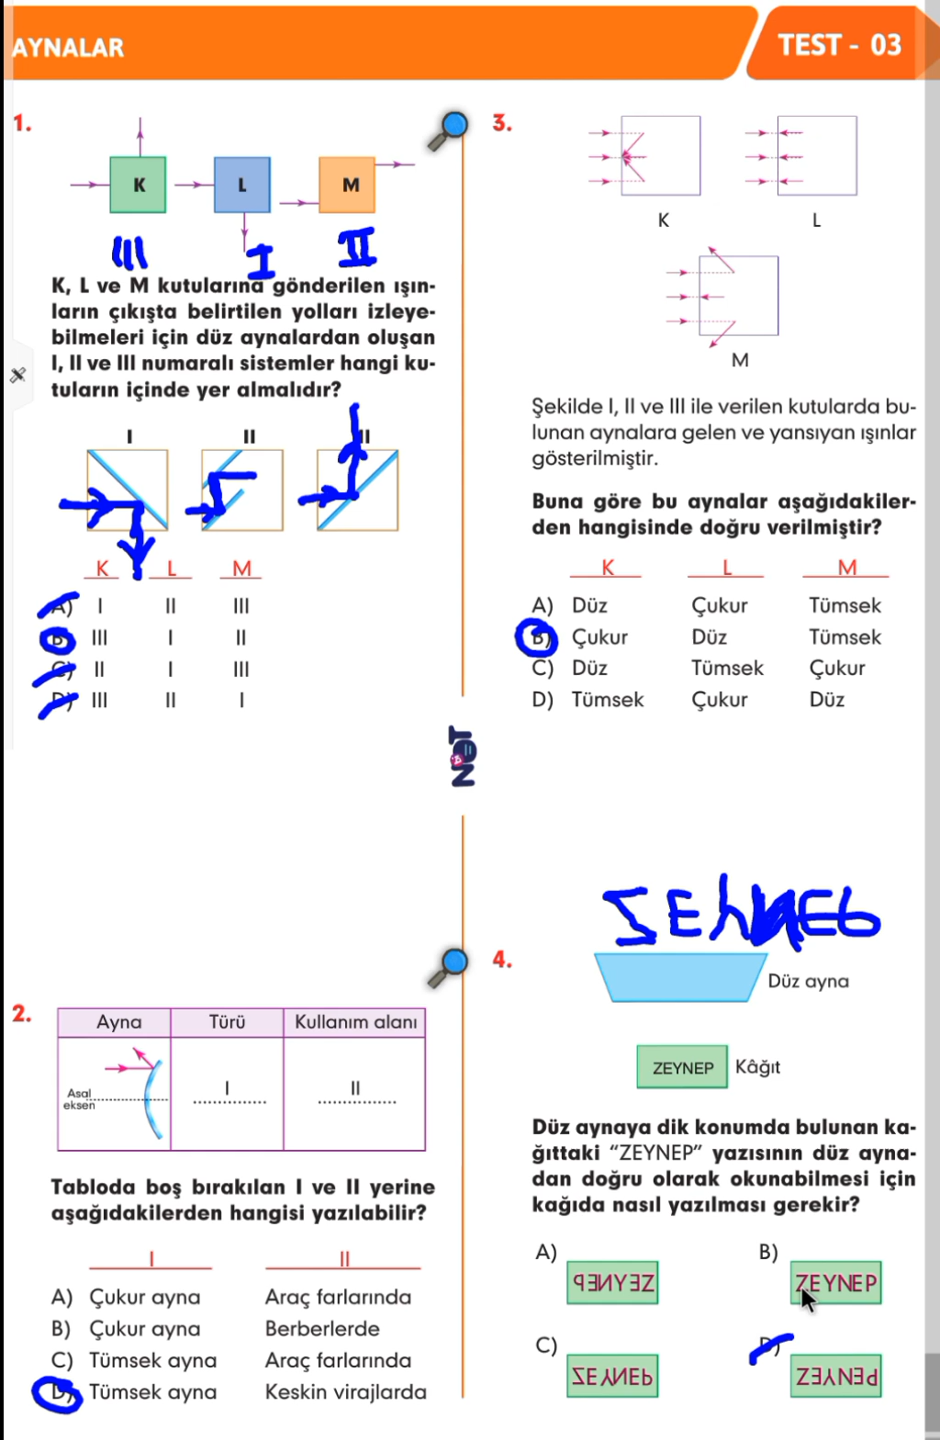 AYNALAR
TEST - 03
1.
K
L
M
III
I
II
K, L ve M kutularına gönderilen ışın-
ların çıkışta belirtilen yolları izleye-
bilmeleri için düz aynalardan oluşan
I, II ve III numaralı sistemler hangi ku-
tuların içinde yer almalıdır?
I
II
K L M
A) I II III
B) III I II
C) II I III
D) III II I
2.
Ayna Türü Kullanım alanı
Asal
eksen
I
II
Tabloda boş bırakılan I ve II yerine
aşağıdakilerden hangisi yazılabilir?
I II
A) Çukur ayna Araç farlarında
B) Çukur ayna Berberlerde
C) Tümsek ayna Araç farlarında
D) Tümsek ayna Keskin virajlarda
3.
K
L
M
Şekilde I, II ve III ile verilen kutularda bu-
lunan aynalara gelen ve yansıyan ışınlar
gösterilmiştir.
Buna göre bu aynalar aşağıdakiler-
den hangisinde doğru verilmiştir?
K L M
A) Düz Çukur Tümsek
B) Çukur Düz Tümsek
C) Düz Tümsek Çukur
D) Tümsek Çukur Düz
NOT
4.
Düz ayna
ZEYNEP Kâğıt
Düz aynaya dik konumda bulunan ka-
ğıttaki “ZEYNEP” yazısının düz ayna-
dan doğru olarak okunabilmesi için
kağıda nasıl yazılması gerekir?
A) ZEYNEP
B) ZEYNEP
C) ZEYNEP
D) ZEYNEP